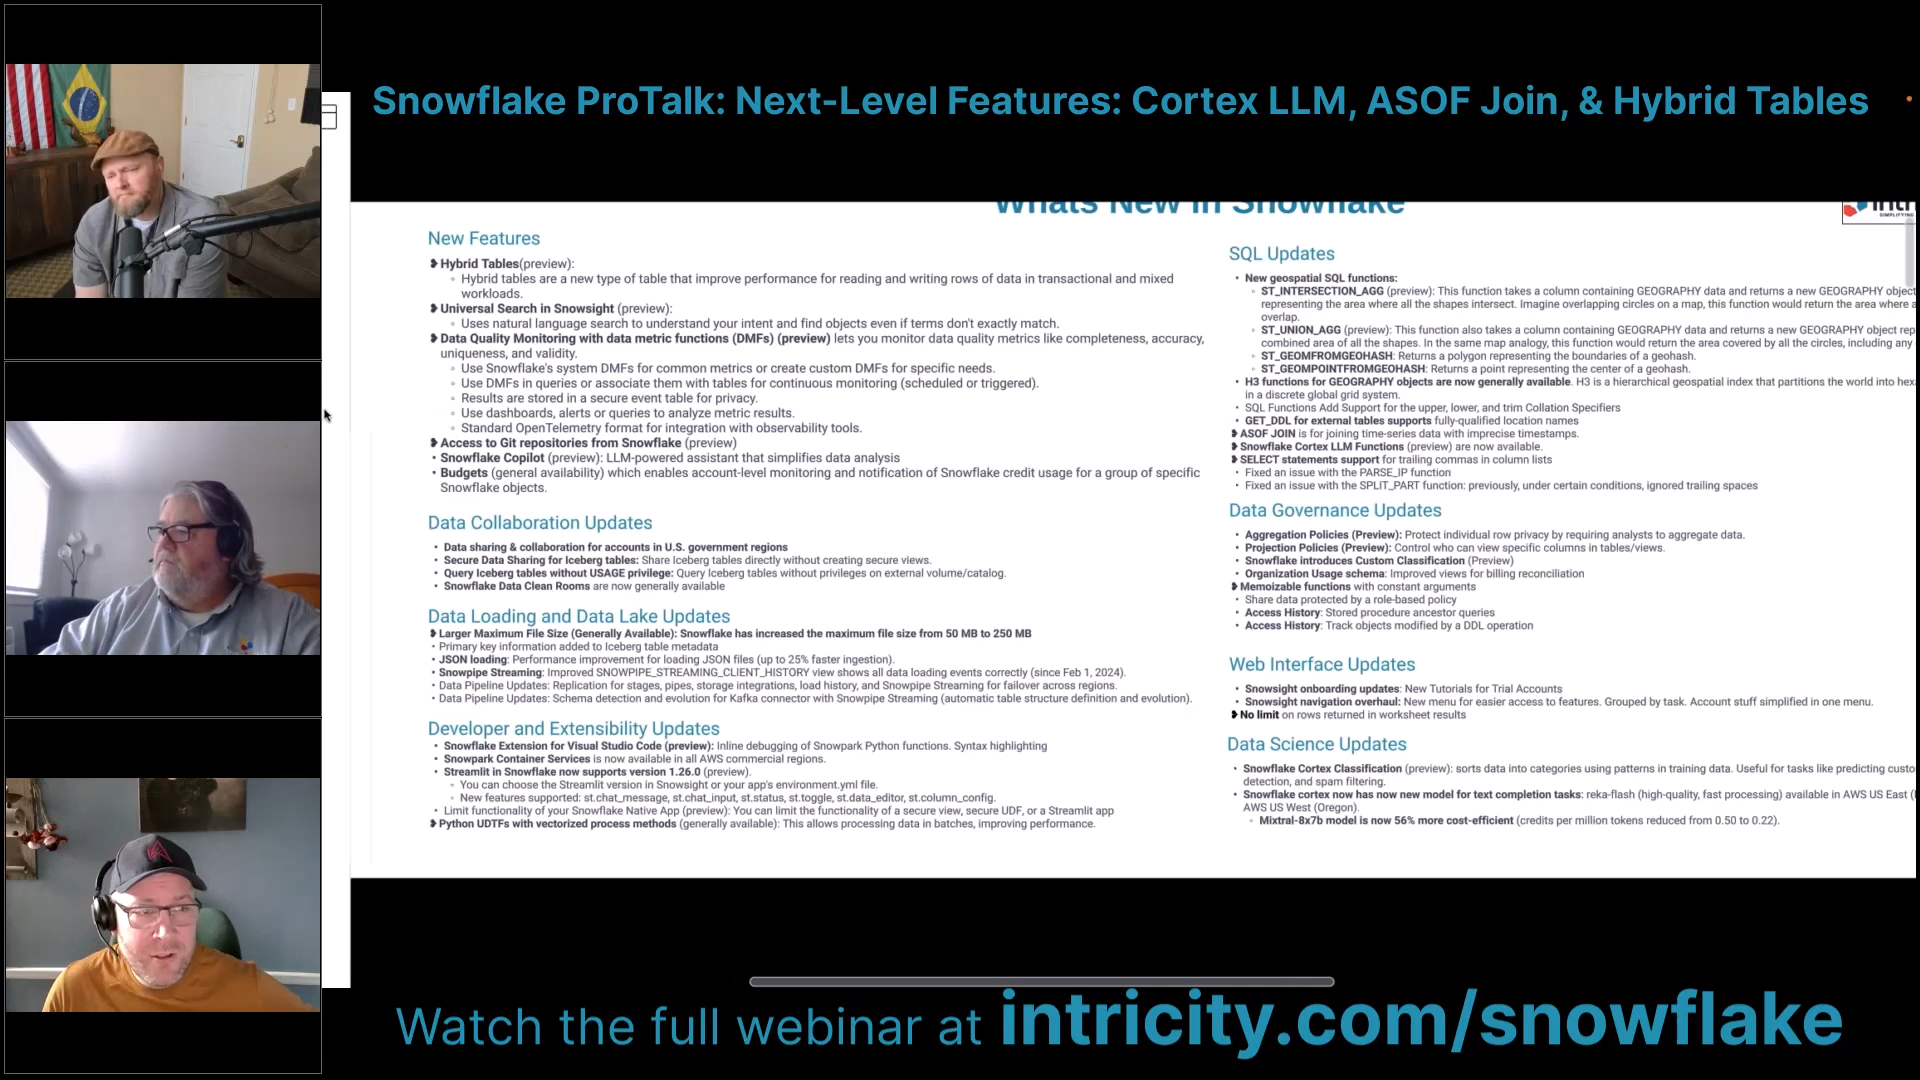 Snowflake ProTalk: Next-Level Features: Cortex LLM, ASOF Join, & Hybrid Tables
Whats New in Snowflake
New Features
Hybrid Tables(preview):
Hybrid tables are a new type of table that improve performance for reading and writing rows of data in transactional and mixed
workloads.
Universal Search in Snowsight (preview):
Uses natural language search to understand your intent and find objects even if terms don't exactly match.
Data Quality Monitoring with data metric functions (DMFs) (preview) lets you monitor data quality metrics like completeness, accuracy,
uniqueness, and validity.
Use Snowflake's system DMFs for common metrics or create custom DMFs for specific needs.
Use DMFs in queries or associate them with tables for continuous monitoring (scheduled or triggered).
Results are stored in a secure event table for privacy.
Use dashboards, alerts or queries to analyze metric results.
Standard OpenTelemetry format for integration with observability tools.
Access to Git repositories from Snowflake (preview)
Snowflake Copilot (preview): LLM-powered assistant that simplifies data analysis
Budgets (general availability) which enables account-level monitoring and notification of Snowflake credit usage for a group of specific
Snowflake objects.
Data Collaboration Updates
Data sharing & collaboration for accounts in U.S. government regions
Secure Data Sharing for Iceberg tables: Share Iceberg tables directly without creating secure views.
Query Iceberg tables without USAGE privilege: Query Iceberg tables without privileges on external volume/catalog.
Snowflake Data Clean Rooms are now generally available
Data Loading and Data Lake Updates
Larger Maximum File Size (Generally Available): Snowflake has increased the maximum file size from 50 MB to 250 MB
Primary key information added to Iceberg table metadata
JSON loading: Performance improvement for loading JSON files (up to 25% faster ingestion).
Snowpipe Streaming: Improved SNOWPIPE_STREAMING_CLIENT_HISTORY view shows all data loading events correctly (since Feb 1, 2024).
Data Pipeline Updates: Replication for stages, pipes, storage integrations, load history, and Snowpipe Streaming for failover across regions.
Data Pipeline Updates: Schema detection and evolution for Kafka connector with Snowpipe Streaming (automatic table structure definition and evolution).
Developer and Extensibility Updates
Snowflake Extension for Visual Studio Code (preview): Inline debugging of Snowpark Python functions. Syntax highlighting
Snowpark Container Services is now available in all AWS commercial regions.
Streamlit in Snowflake now supports version 1.26.0 (preview).
You can choose the Streamlit version in Snowsight or your app's environment.yml file.
New features supported: st.chat_message, st.chat_input, st.status, st.toggle, st.data_editor, st.column_config.
Limit functionality of your Snowflake Native App (preview): You can limit the functionality of a secure view, secure UDF, or a Streamlit app
Python UDTFs with vectorized process methods (generally available): This allows processing data in batches, improving performance.
SQL Updates
New geospatial SQL functions:
ST_INTERSECTION_AGG (preview): This function takes a column containing GEOGRAPHY data and returns a new GEOGRAPHY object
representing the area where all the shapes intersect. Imagine overlapping circles on a map, this function would return the area where a
overlap.
ST_UNION_AGG (preview): This function also takes a column containing GEOGRAPHY data and returns a new GEOGRAPHY object rep
combined area of all the shapes. In the same map analogy, this function would return the area covered by all the circles, including any
ST_GEOMFROMGEOHASH: Returns a polygon representing the boundaries of a geohash.
ST_GEOMPOINTFROMGEOHASH: Returns a point representing the center of a geohash.
H3 functions for GEOGRAPHY objects are now generally available. H3 is a hierarchical geospatial index that partitions the world into hex
in a discrete global grid system.
SQL Functions Add Support for the upper, lower, and trim Collation Specifiers
GET_DDL for external tables supports fully-qualified location names
ASOF JOIN is for joining time-series data with imprecise timestamps.
Snowflake Cortex LLM Functions (preview) are now available.
SELECT statements support for trailing commas in column lists
Fixed an issue with the PARSE_IP function
Fixed an issue with the SPLIT_PART function: previously, under certain conditions, ignored trailing spaces
Data Governance Updates
Aggregation Policies (Preview): Protect individual row privacy by requiring analysts to aggregate data.
Projection Policies (Preview): Control who can view specific columns in tables/views.
Snowflake introduces Custom Classification (Preview)
Organization Usage schema: Improved views for billing reconciliation
Memoizable functions with constant arguments
Share data protected by a role-based policy
Access History: Stored procedure ancestor queries
Access History: Track objects modified by a DDL operation
Web Interface Updates
Snowsight onboarding updates: New Tutorials for Trial Accounts
Snowsight navigation overhaul: New menu for easier access to features. Grouped by task. Account stuff simplified in one menu.
No limit on rows returned in worksheet results
Data Science Updates
Snowflake Cortex Classification (preview): sorts data into categories using patterns in training data. Useful for tasks like predicting custo
detection, and spam filtering.
Snowflake cortex now has now new model for text completion tasks: reka-flash (high-quality, fast processing) available in AWS US East (
AWS US West (Oregon).
Mixtral-8x7b model is now 56% more cost-efficient (credits per million tokens reduced from 0.50 to 0.22).
Watch the full webinar at intricity.com/snowflake